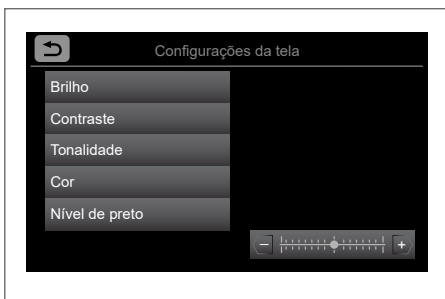 Configurações da tela
Brilho
Contraste
Tonalidade
Cor
Nível de preto